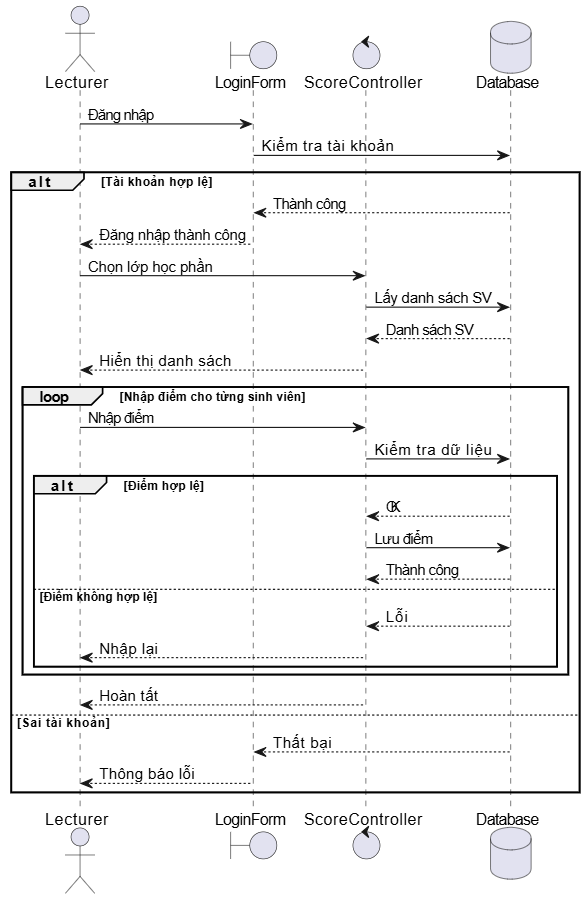 Lecturer LoginForm ScoreController Database
Đăng nhập
Kiểm tra tài khoản
alt [Tài khoản hợp lệ]
Thành công
Đăng nhập thành công
Chọn lớp học phần
Lấy danh sách SV
Danh sách SV
Hiển thị danh sách
loop [Nhập điểm cho từng sinh viên]
Nhập điểm
Kiểm tra dữ liệu
alt [Điểm hợp lệ]
OK
Lưu điểm
Thành công
[Điểm không hợp lệ]
Lỗi
Nhập lại
Hoàn tất
[Sai tài khoản]
Thất bại
Thông báo lỗi
Lecturer LoginForm ScoreController Database